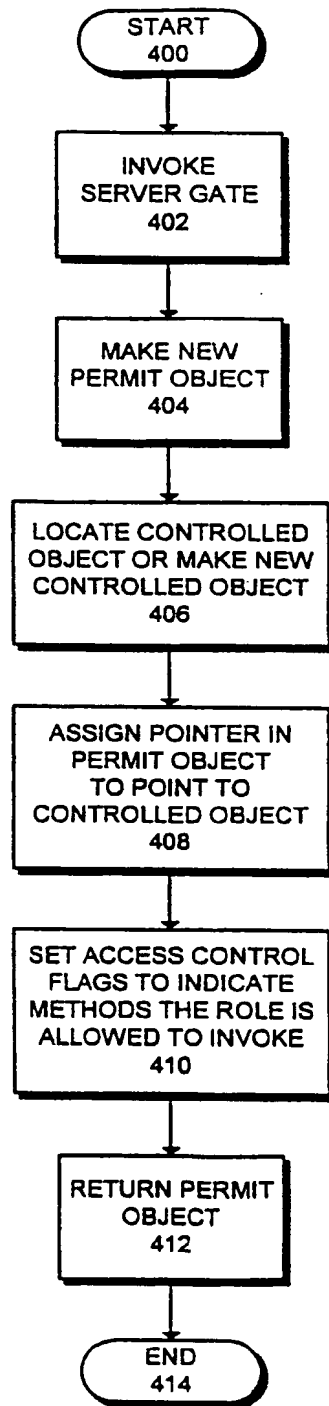 START
400
INVOKE
SERVER GATE
402
MAKE NEW
PERMIT OBJECT
404
LOCATE CONTROLLED
OBJECT OR MAKE NEW
CONTROLLED OBJECT
406
ASSIGN POINTER IN
PERMIT OBJECT
TO POINT TO
CONTROLLED OBJECT
408
SET ACCESS CONTROL
FLAGS TO INDICATE
METHODS THE ROLE IS
ALLOWED TO INVOKE
410
RETURN PERMIT
OBJECT
412
END
414